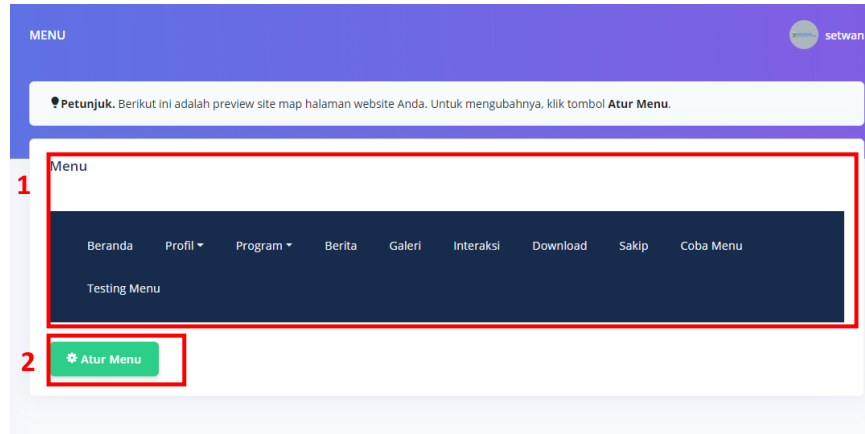 MENU
setwan
Petunjuk. Berikut ini adalah preview site map halaman website Anda. Untuk mengubahnya, klik tombol Atur Menu.
1
Menu
Beranda Profil Program Berita Galeri Interaksi Download Sakip Coba Menu
Testing Menu
2
Atur Menu